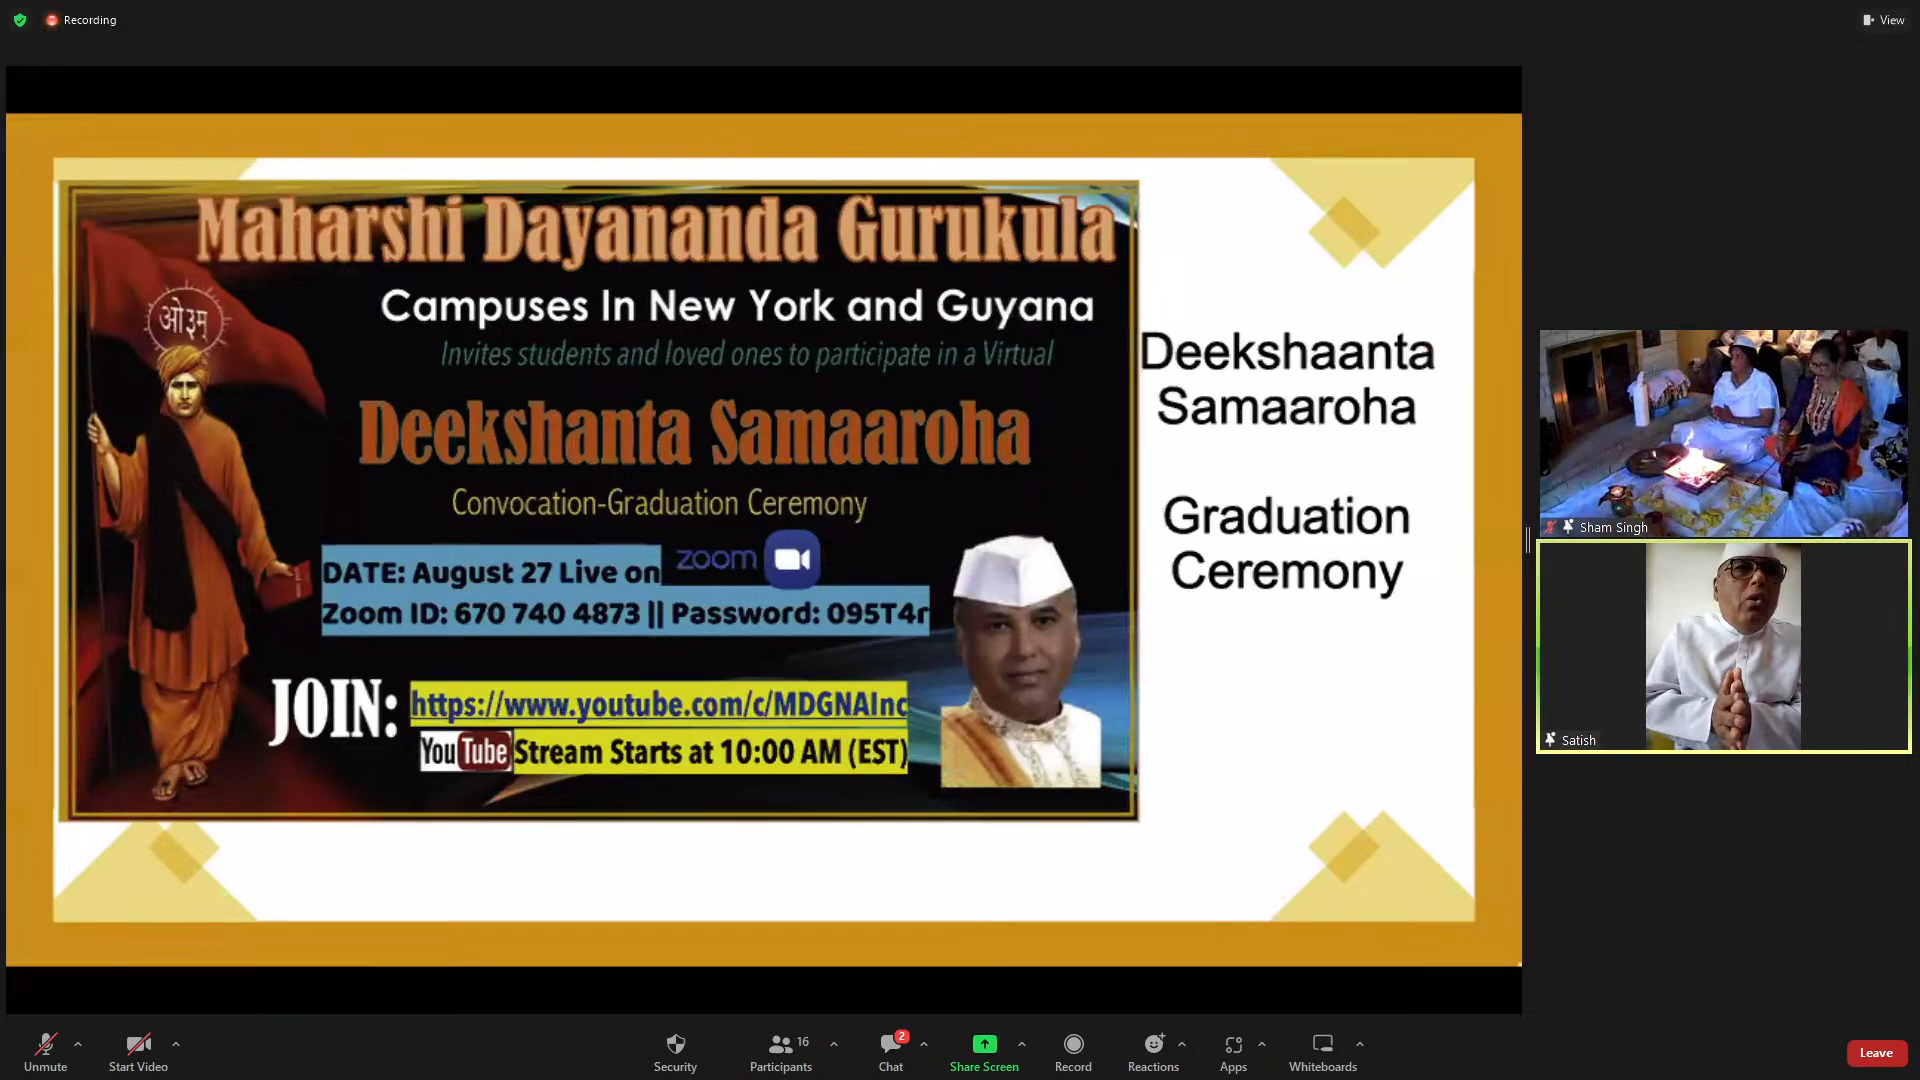 Recording
View
Maharshi Dayananda Gurukula
Campuses In New York and Guyana
Invites students and loved ones to participate in a Virtual
ओ३म्
Deekshanta Samaaroha
Convocation-Graduation Ceremony
DATE: August 27 Live on zoom
Zoom ID: 670 740 4873 || Password: 095T4r
JOIN: https://www.youtube.com/c/MDGNAInc
YouTube Stream Starts at 10:00 AM (EST)
Deekshaanta
Samaaroha
Graduation
Ceremony
Sham Singh
Satish
Unmute
Start Video
Security
16
Participants
2
Chat
Share Screen
Record
Reactions
Apps
Whiteboards
Leave